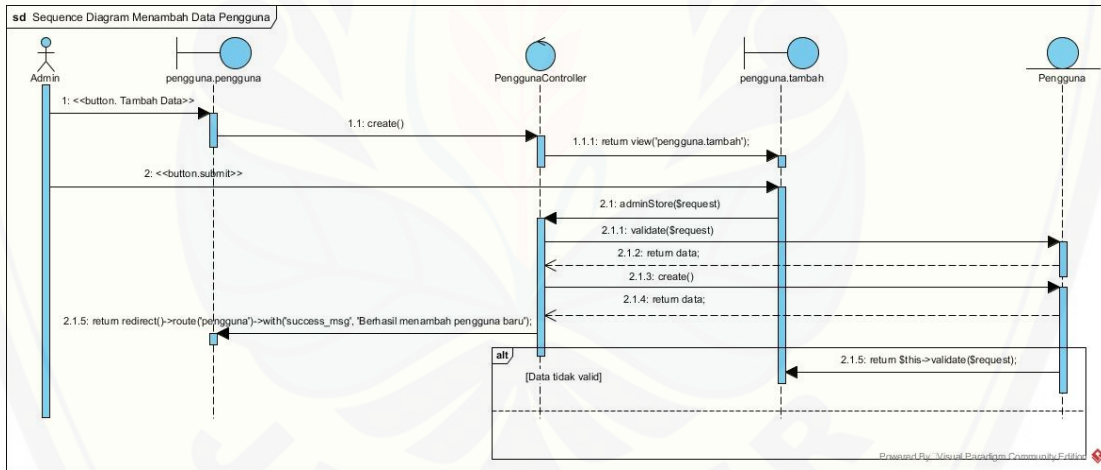 sd Sequence Diagram Menambah Data Pengguna
Admin
pengguna.pengguna
PenggunaController
pengguna.tambah
Pengguna
1: <<button. Tambah Data>>
1.1: create()
1.1.1: return view('pengguna.tambah');
2: <<button.submit>>
2.1: adminStore($request)
2.1.1: validate($request)
2.1.2: return data;
2.1.3: create()
2.1.4: return data;
2.1.5: return redirect()->route('pengguna')->with('success_msg', 'Berhasil menambah pengguna baru');
alt
2.1.5: return $this->validate($request);
[Data tidak valid]
Powered By Visual Paradigm Community Edition